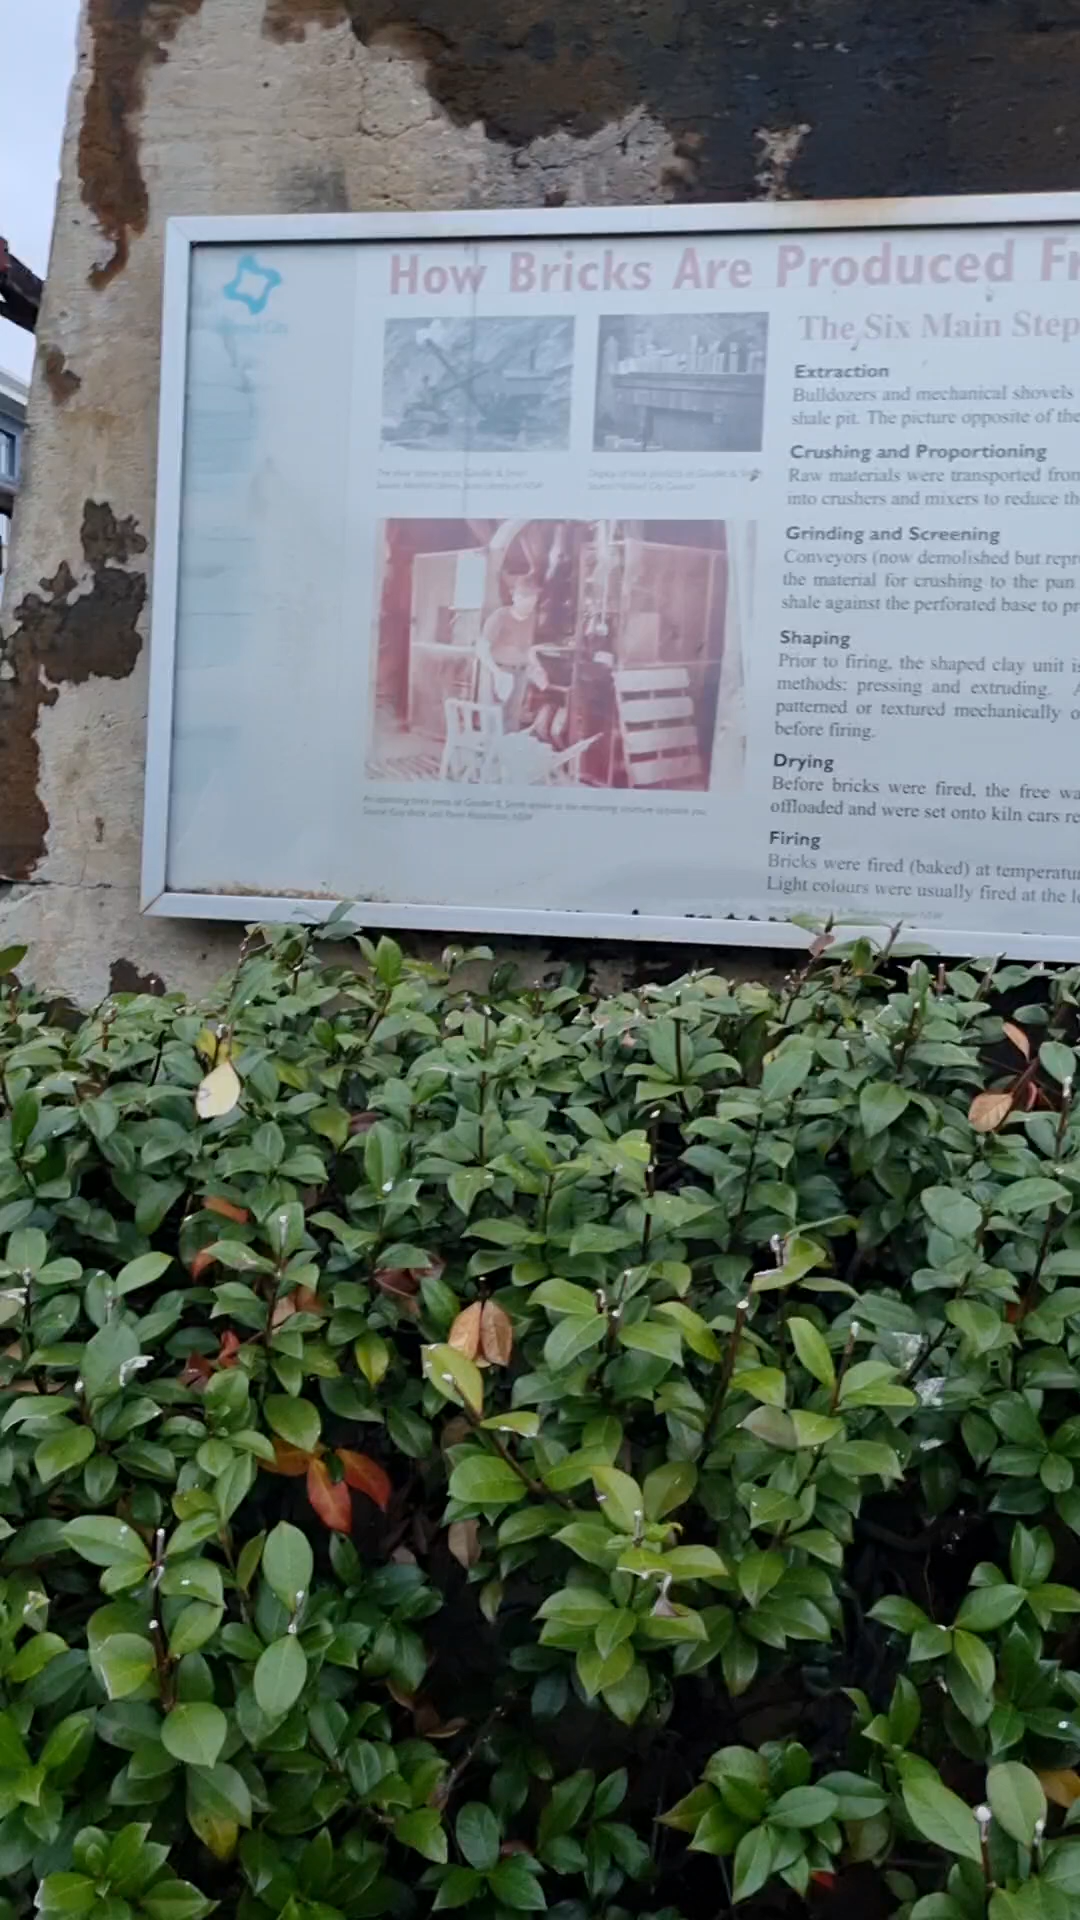 How Bricks Are Produced Fr
The Six Main Step
Extraction
Bulldozers and mechanical shovels
shale pit. The picture opposite of the
Crushing and Proportioning
Raw materials were transported from
into crushers and mixers to reduce th
Grinding and Screening
Conveyors (now demolished but repr
the material for crushing to the pan
shale against the perforated base to pr
Shaping
Prior to firing, the shaped clay unit is
methods: pressing and extruding. A
patterned or textured mechanically o
before firing.
Drying
Before bricks were fired, the free wa
offloaded and were set onto kiln cars re
Firing
Bricks were fired (baked) at temperatu
Light colours were usually fired at the lo